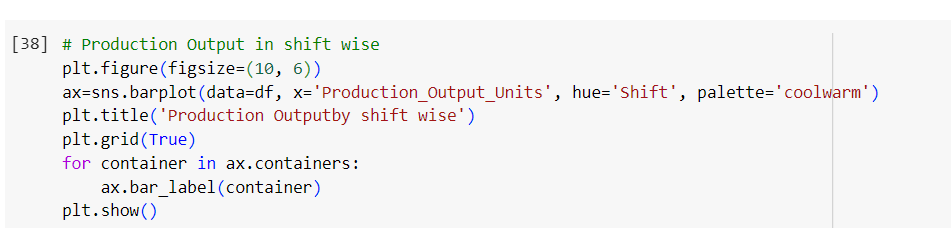 [38] # Production Output in shift wise
plt.figure(figsize=(10, 6))
ax=sns.barplot(data=df, x='Production_Output_Units', hue='Shift', palette='coolwarm')
plt.title('Production Outputby shift wise')
plt.grid(True)
for container in ax.containers:
    ax.bar_label(container)
plt.show()